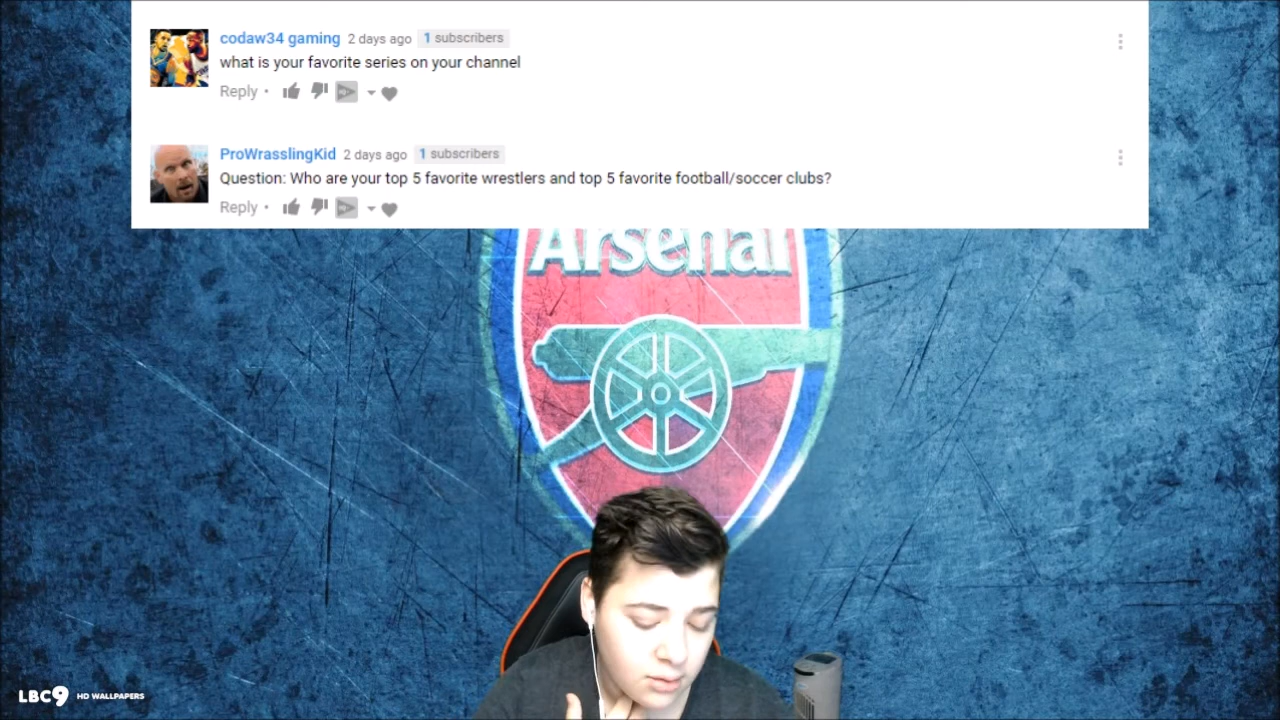 codaw34 gaming 2 days ago 1 subscribers
what is your favorite series on your channel
Reply •
ProWrasslingKid 2 days ago 1 subscribers
Question: Who are your top 5 favorite wrestlers and top 5 favorite football/soccer clubs?
Reply •
Arsenal
LBC9 HD WALLPAPERS